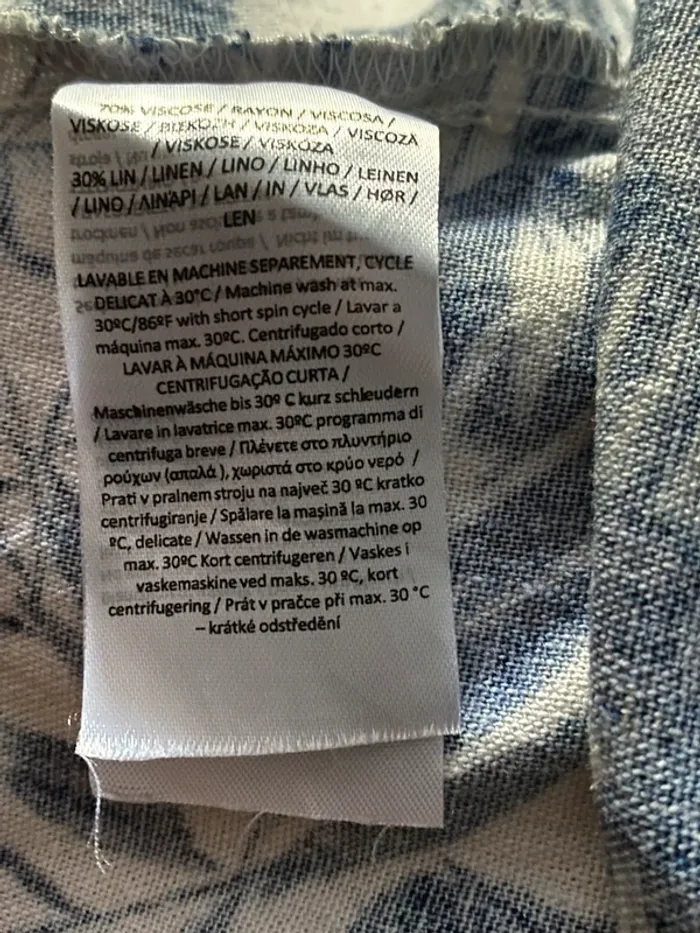 70% VISCOSE / RAYON / VISCOSA /
VISKOSE / ΒΙΣΚΟΖΗ / VISKOZA / VISCOZĂ
/ VISKOSE / VISKÓZA
30% LIN / LINEN / LINO / LINHO / LEINEN
/ LINO / ΛΙΝΑΡΙ / LAN / IN / VLAS / HØR /
LEN
LAVABLE EN MACHINE SEPAREMENT, CYCLE
DELICAT À 30°C / Machine wash at max.
30ºC/86ºF with short spin cycle / Lavar a
máquina max. 30ºC. Centrifugado corto /
LAVAR À MÁQUINA MÁXIMO 30ºC
CENTRIFUGAÇÃO CURTA /
Maschinenwäsche bis 30º C kurz schleudern
/ Lavare in lavatrice max. 30ºC programma di
centrifuga breve / Πλένετε στο πλυντήριο
ρούχων (απαλά ), χωριστά στο κρύο νερό /
Prati v pralnem stroju na največ 30 ºC kratko
centrifugiranje / Spălare la mașină la max. 30
ºC, delicate / Wassen in de wasmachine op
max. 30ºC Kort centrifugeren / Vaskes i
vaskemaskine ved maks. 30 ºC, kort
centrifugering / Prát v pračce při max. 30 °C
– krátké odstředění